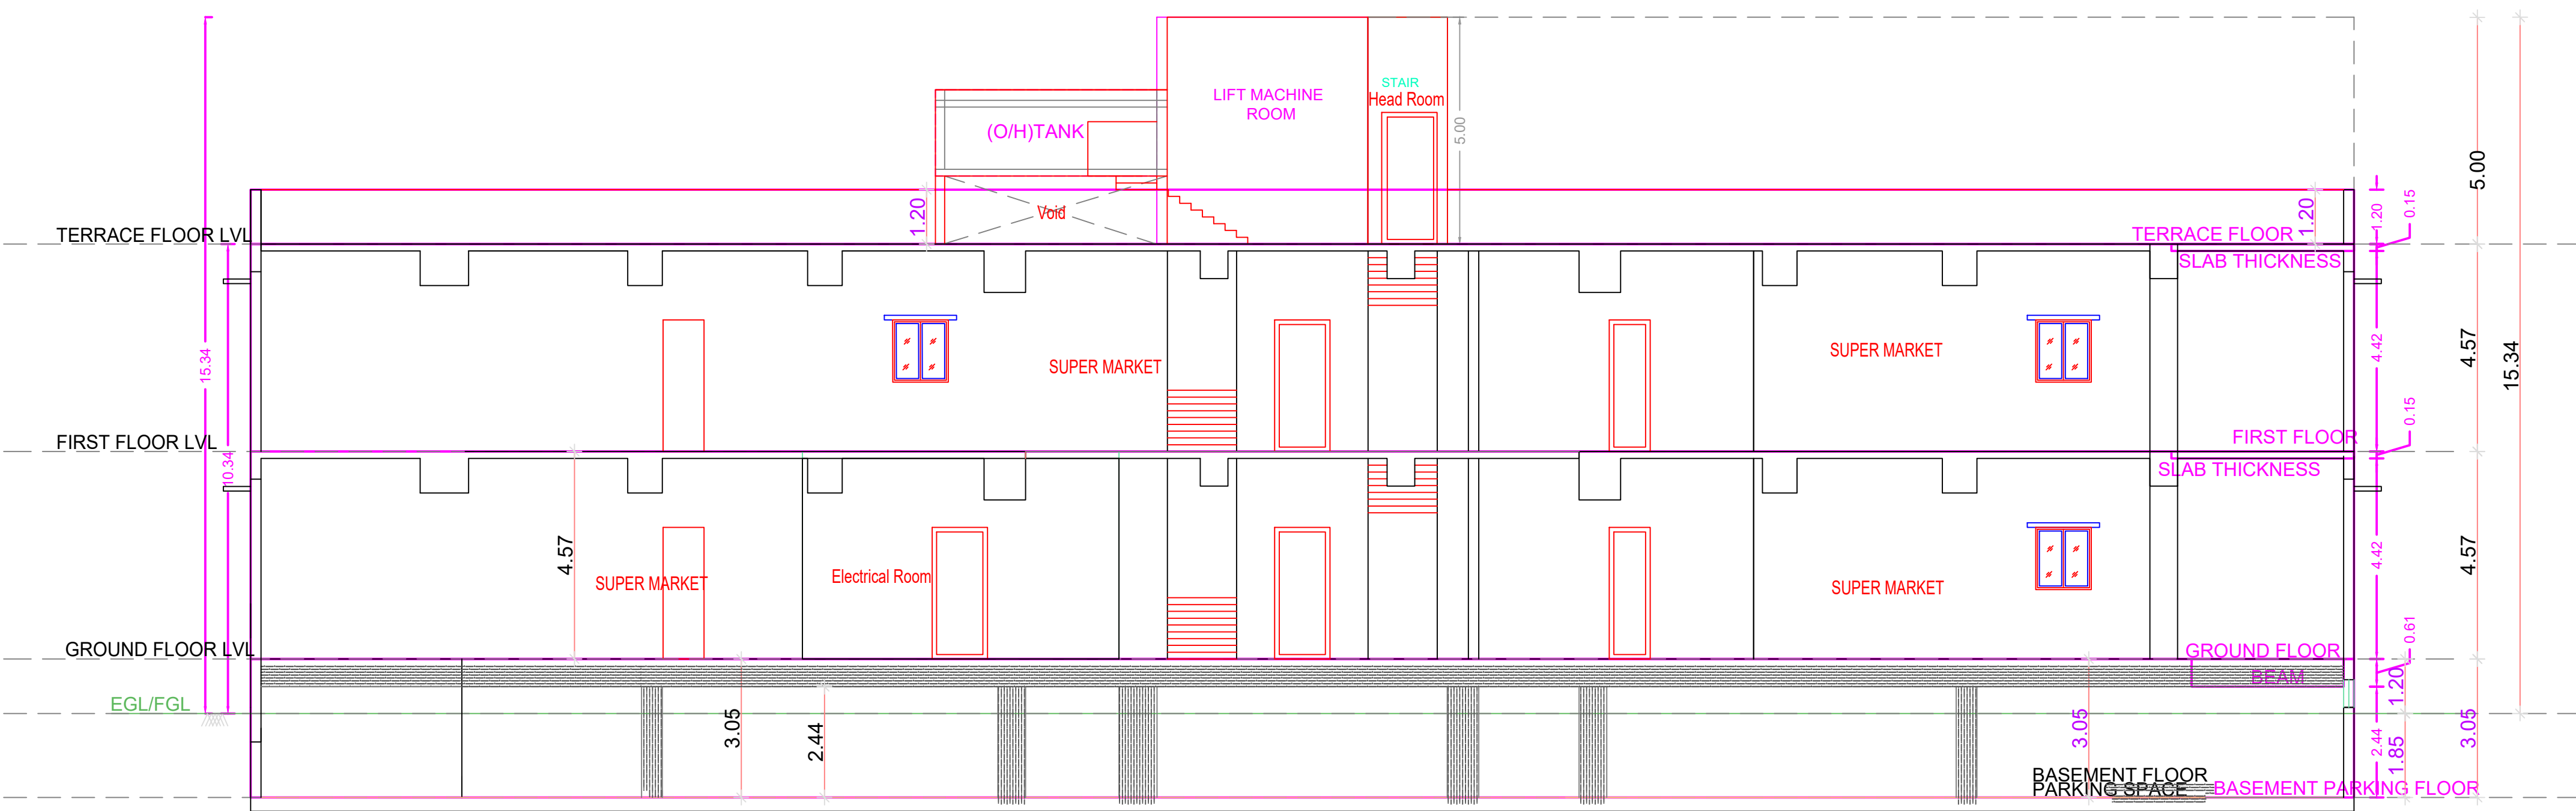 STAIR
Head Room
LIFT MACHINE
ROOM
(O/H)TANK
5.00
5.00
Void
1.20
1.20
1.20
0.15
TERRACE FLOOR LVL
TERRACE FLOOR
SLAB THICKNESS
15.34
SUPER MARKET
SUPER MARKET
4.42
4.57
15.34
0.15
FIRST FLOOR LVL
FIRST FLOOR
SLAB THICKNESS
10.34
4.57
SUPER MARKET
Electrical Room
SUPER MARKET
4.42
4.57
0.61
GROUND FLOOR LVL
GROUND FLOOR
BEAM
1.20
EGL/FGL
3.05
2.44
3.05
2.44
1.85
3.05
BASEMENT FLOOR
PARKING SPACE
BASEMENT PARKING FLOOR